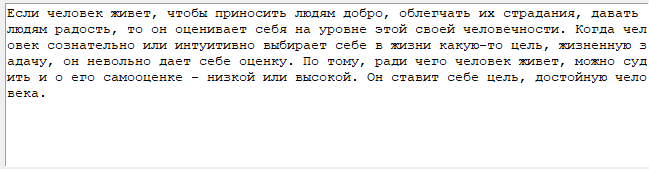 Если человек живет, чтобы приносить людям добро, облегчать их страдания, давать
людям радость, то он оценивает себя на уровне этой своей человечности. Когда чел
овек сознательно или интуитивно выбирает себе в жизни какую-то цель, жизненную з
адачу, он невольно дает себе оценку. По тому, ради чего человек живет, можно суд
ить и о его самооценке - низкой или высокой. Он ставит себе цель, достойную чело
века.